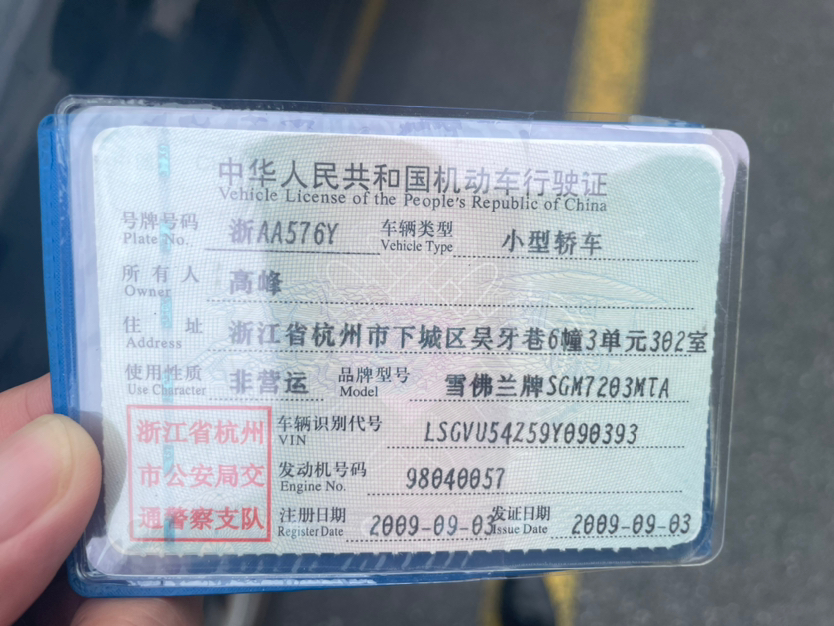 中华人民共和国机动车行驶证
Vehicle License of the People's Republic of China
号牌号码 浙AA576Y 车辆类型 小型轿车
Plate No. Vehicle Type
所有人 高峰
Owner
住址 浙江省杭州市下城区吴牙巷6幢3单元302室
Address
使用性质 非营运 品牌型号 雪佛兰牌SGM7203MTA
Use Character Model
浙江省杭州 车辆识别代号 LSGVU54Z59Y090393
VIN
市公安局交 发动机号码 98040057
Engine No.
通警察支队 注册日期 2009-09-03 发证日期 2009-09-03
Register Date Issue Date